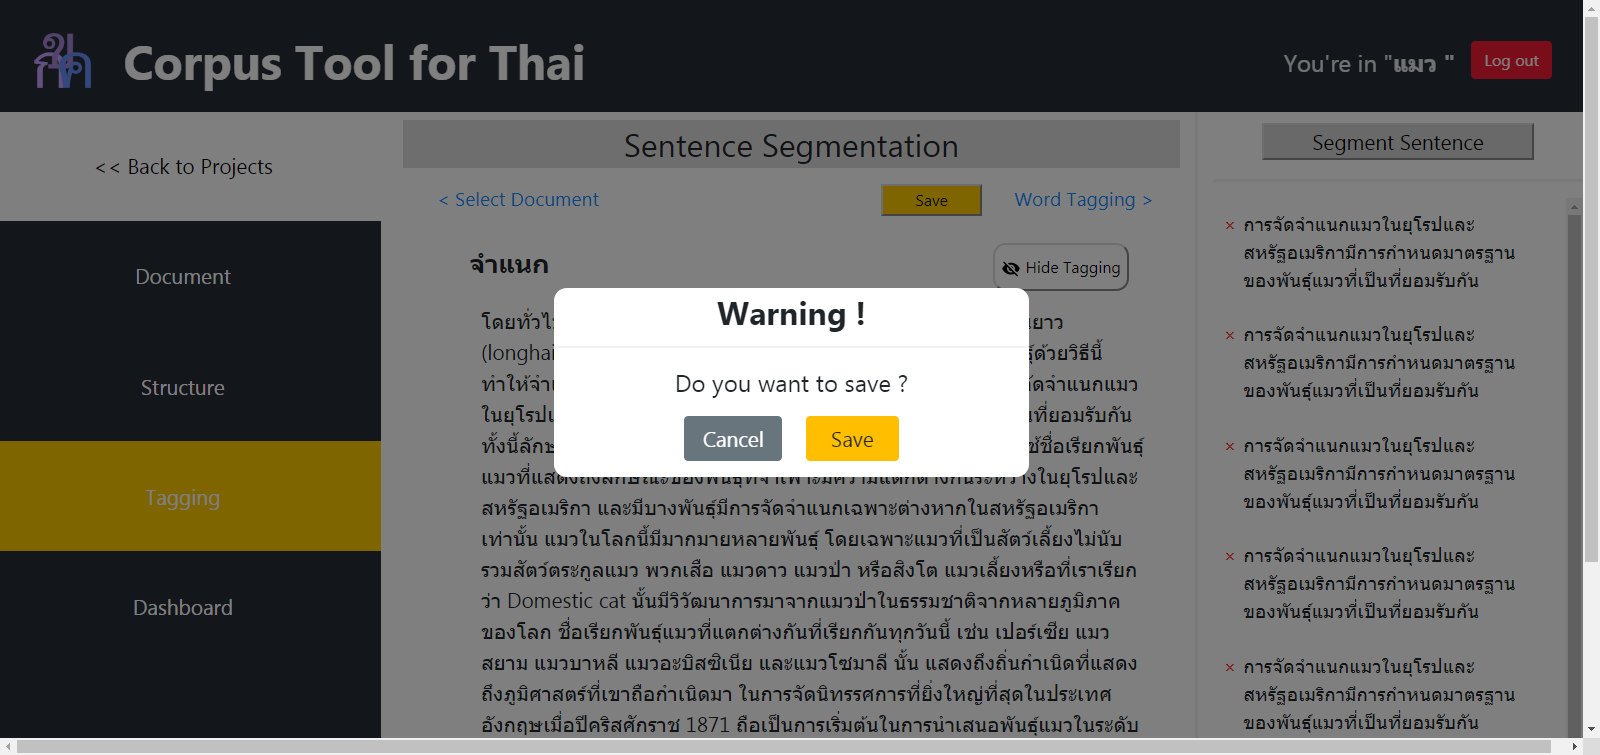 Corpus Tool for Thai
You're in "แมว "
Log out
<< Back to Projects
Document
Structure
Tagging
Dashboard
Sentence Segmentation
< Select Document
Save
Word Tagging >
จำแนก
Hide Tagging
โดยทั่วไ
(longhai
ทำให้จำแ
ในยุโรปแ
ทั้งนี้ลักษ
นยาว
ธุ์ด้วยวิธีนี้
จัดจำแนกแมว
นที่ยอมรับกัน
ช้ชื่อเรียกพันธุ์
แมวที่แสดงถึงลักษณะของพันธุ์ที่จำเพาะมีความแตกต่างกันระหว่างในยุโรปและ
สหรัฐอเมริกา และมีบางพันธุ์มีการจัดจำแนกเฉพาะต่างหากในสหรัฐอเมริกา
เท่านั้น แมวในโลกนี้มีมากมายหลายพันธุ์ โดยเฉพาะแมวที่เป็นสัตว์เลี้ยงไม่นับ
รวมสัตว์ตระกูลแมว พวกเสือ แมวดาว แมวป่า หรือสิงโต แมวเลี้ยงหรือที่เราเรียก
ว่า Domestic cat นั้นมีวิวัฒนาการมาจากแมวป่าในธรรมชาติจากหลายภูมิภาค
ของโลก ชื่อเรียกพันธุ์แมวที่แตกต่างกันที่เรียกกันทุกวันนี้ เช่น เปอร์เซีย แมว
สยาม แมวบาหลี แมวอะบิสซิเนีย และแมวโซมาลี นั้น แสดงถึงถิ่นกำเนิดที่แสดง
ถึงภูมิศาสตร์ที่เขาถือกำเนิดมา ในการจัดนิทรรศการที่ยิ่งใหญ่ที่สุดในประเทศ
อังกฤษเมื่อปีคริสศักราช 1871 ถือเป็นการเริ่มต้นในการนำเสนอพันธุ์แมวในระดับ
Warning !
Do you want to save ?
Cancel
Save
Segment Sentence
× การจัดจำแนกแมวในยุโรปและ
สหรัฐอเมริกามีการกำหนดมาตรฐาน
ของพันธุ์แมวที่เป็นที่ยอมรับกัน
× การจัดจำแนกแมวในยุโรปและ
สหรัฐอเมริกามีการกำหนดมาตรฐาน
ของพันธุ์แมวที่เป็นที่ยอมรับกัน
× การจัดจำแนกแมวในยุโรปและ
สหรัฐอเมริกามีการกำหนดมาตรฐาน
ของพันธุ์แมวที่เป็นที่ยอมรับกัน
× การจัดจำแนกแมวในยุโรปและ
สหรัฐอเมริกามีการกำหนดมาตรฐาน
ของพันธุ์แมวที่เป็นที่ยอมรับกัน
× การจัดจำแนกแมวในยุโรปและ
สหรัฐอเมริกามีการกำหนดมาตรฐาน
ของพันธุ์แมวที่เป็นที่ยอมรับกัน